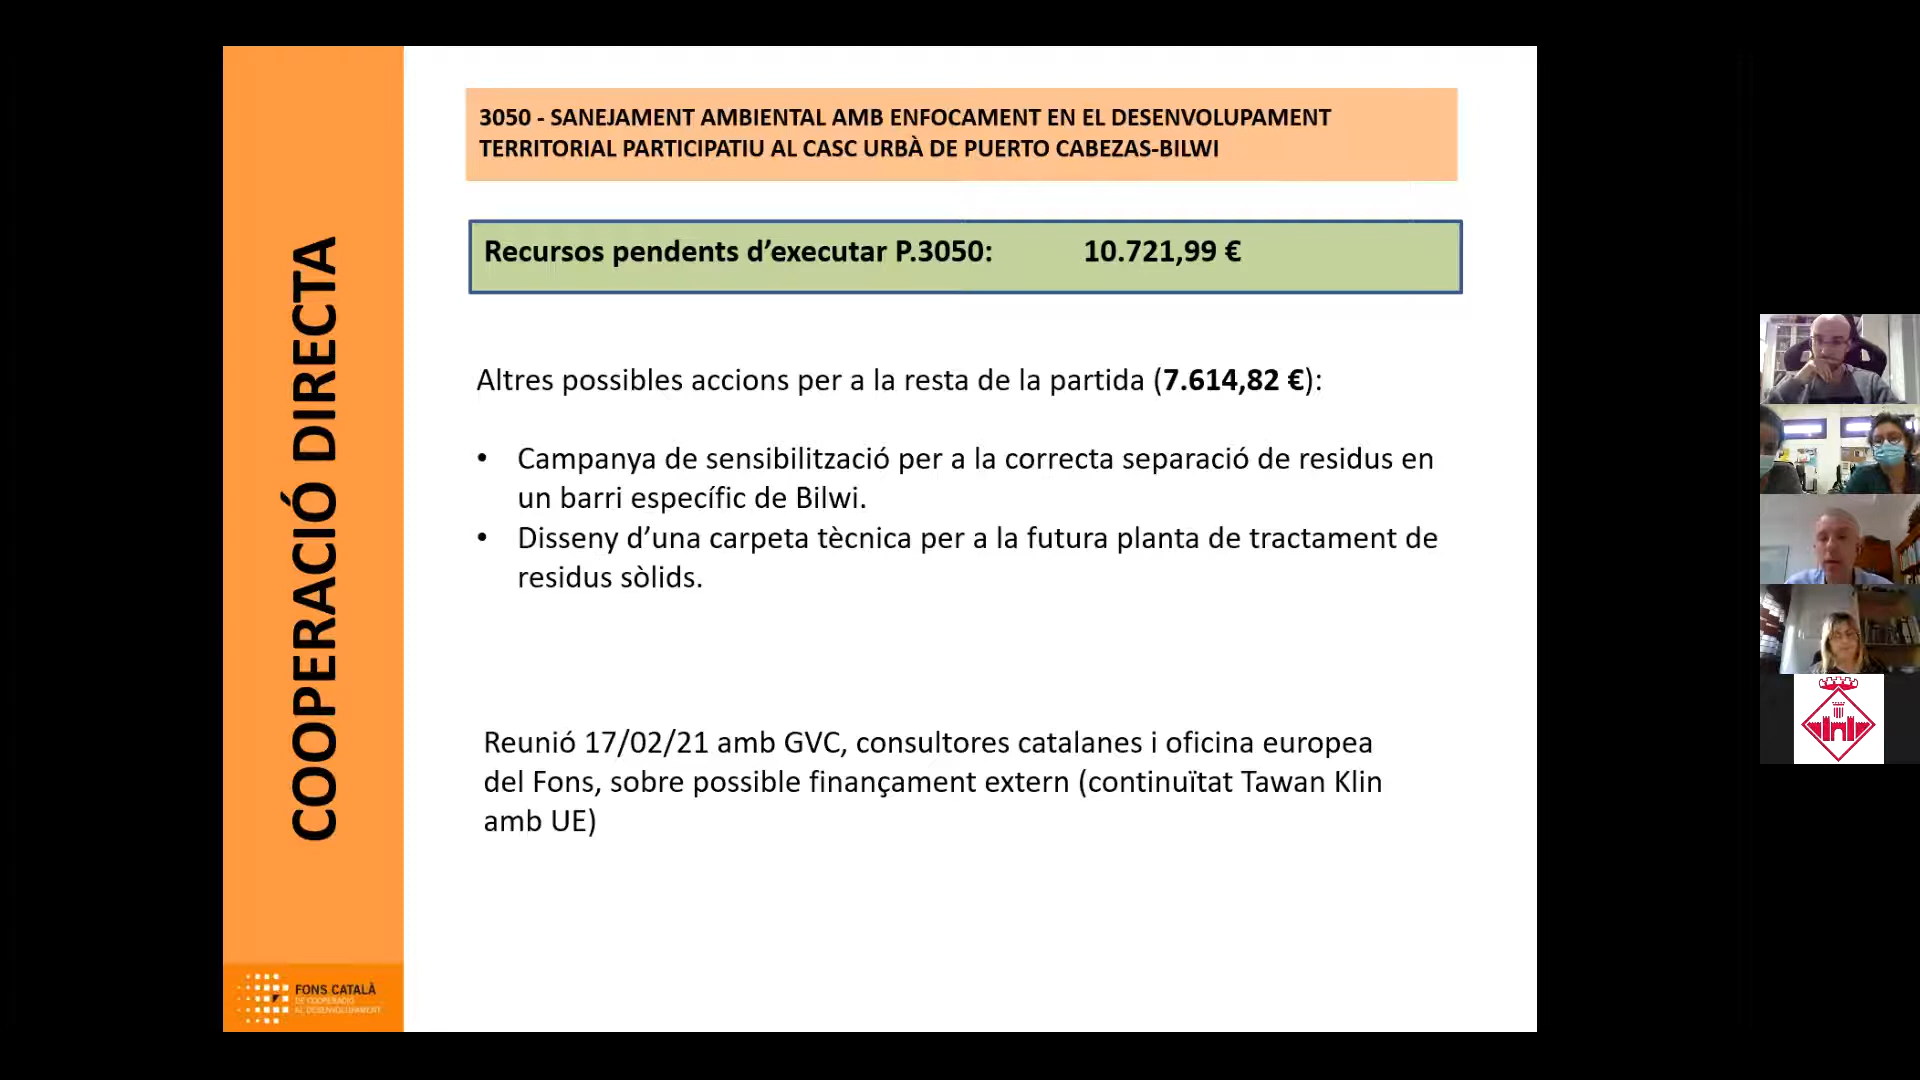 COOPERACIÓ DIRECTA
3050 - SANEJAMENT AMBIENTAL AMB ENFOCAMENT EN EL DESENVOLUPAMENT
TERRITORIAL PARTICIPATIU AL CASC URBÀ DE PUERTO CABEZAS-BILWI
Recursos pendents d’executar P.3050: 10.721,99 €
Altres possibles accions per a la resta de la partida (7.614,82 €):
• Campanya de sensibilització per a la correcta separació de residus en
un barri específic de Bilwi.
• Disseny d’una carpeta tècnica per a la futura planta de tractament de
residus sòlids.
Reunió 17/02/21 amb GVC, consultores catalanes i oficina europea
del Fons, sobre possible finançament extern (continuïtat Tawan Klin
amb UE)
FONS CATALÀ
DE COOPERACIÓ
AL DESENVOLUPAMENT